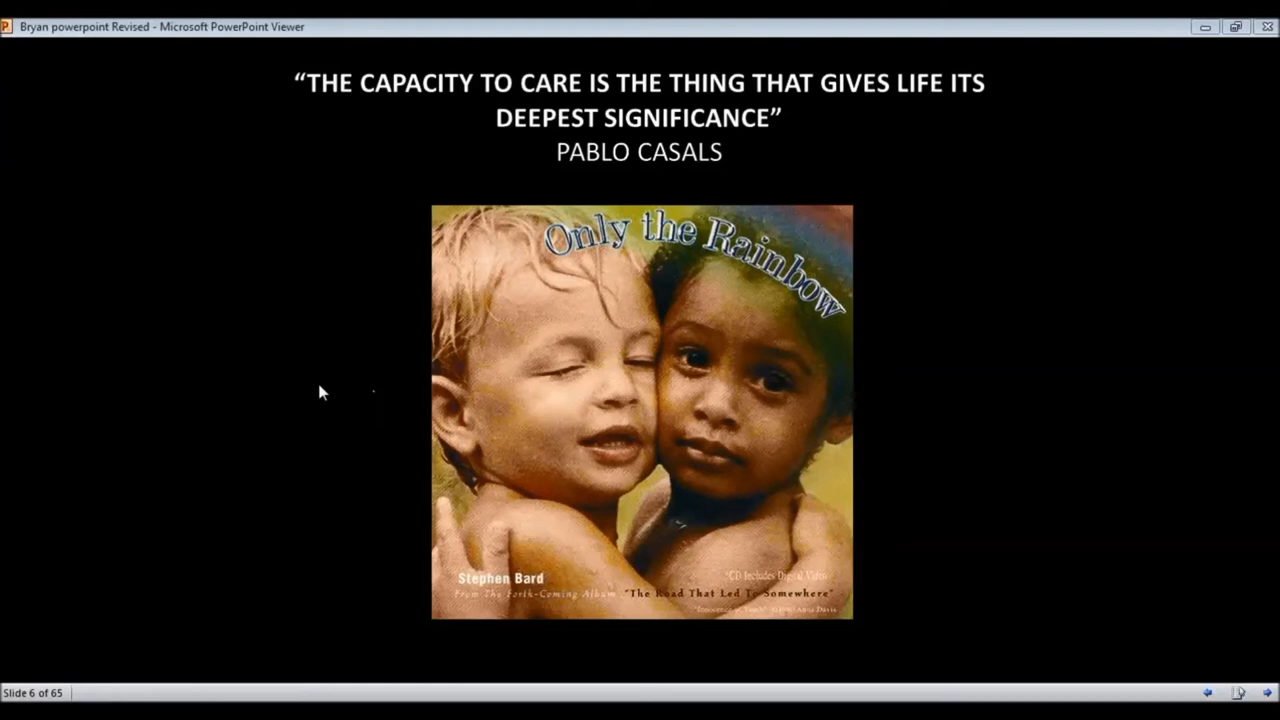 Bryan powerpoint Revised - Microsoft PowerPoint Viewer
“THE CAPACITY TO CARE IS THE THING THAT GIVES LIFE ITS
DEEPEST SIGNIFICANCE”
PABLO CASALS
Only the Rainbow
Stephen Bard
*CD Includes Digital Video
From The Forth-Coming Album "The Road That Led To Somewhere"
Davis
Slide 6 of 65